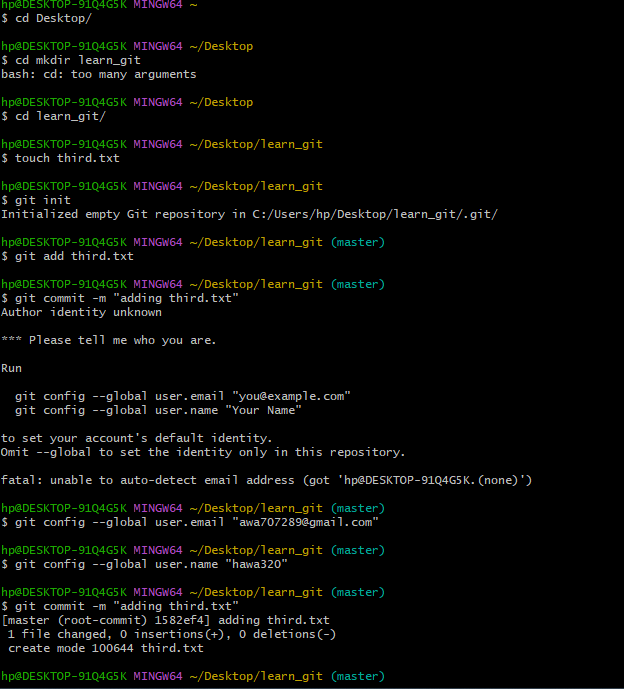 hp@DESKTOP-91Q4G5K MINGW64 ~
$ cd Desktop/
hp@DESKTOP-91Q4G5K MINGW64 ~/Desktop
$ cd mkdir learn_git
bash: cd: too many arguments
hp@DESKTOP-91Q4G5K MINGW64 ~/Desktop
$ cd learn_git/
hp@DESKTOP-91Q4G5K MINGW64 ~/Desktop/learn_git
$ touch third.txt
hp@DESKTOP-91Q4G5K MINGW64 ~/Desktop/learn_git
$ git init
Initialized empty Git repository in C:/Users/hp/Desktop/learn_git/.git/
hp@DESKTOP-91Q4G5K MINGW64 ~/Desktop/learn_git (master)
$ git add third.txt
hp@DESKTOP-91Q4G5K MINGW64 ~/Desktop/learn_git (master)
$ git commit -m "adding third.txt"
Author identity unknown
*** Please tell me who you are.
Run
  git config --global user.email "you@example.com"
  git config --global user.name "Your Name"
to set your account's default identity.
Omit --global to set the identity only in this repository.
fatal: unable to auto-detect email address (got 'hp@DESKTOP-91Q4G5K.(none)')
hp@DESKTOP-91Q4G5K MINGW64 ~/Desktop/learn_git (master)
$ git config --global user.email "awa707289@gmail.com"
hp@DESKTOP-91Q4G5K MINGW64 ~/Desktop/learn_git (master)
$ git config --global user.name "hawa320"
hp@DESKTOP-91Q4G5K MINGW64 ~/Desktop/learn_git (master)
$ git commit -m "adding third.txt"
[master (root-commit) 1582ef4] adding third.txt
 1 file changed, 0 insertions(+), 0 deletions(-)
 create mode 100644 third.txt
hp@DESKTOP-91Q4G5K MINGW64 ~/Desktop/learn_git (master)